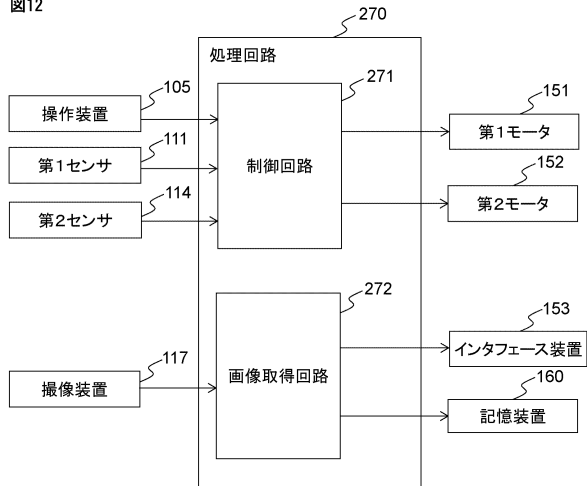 図12
270
処理回路
105
操作装置
111
第1センサ
114
第2センサ
271
制御回路
151
第1モータ
152
第2モータ
272
画像取得回路
117
撮像装置
153
インタフェース装置
160
記憶装置